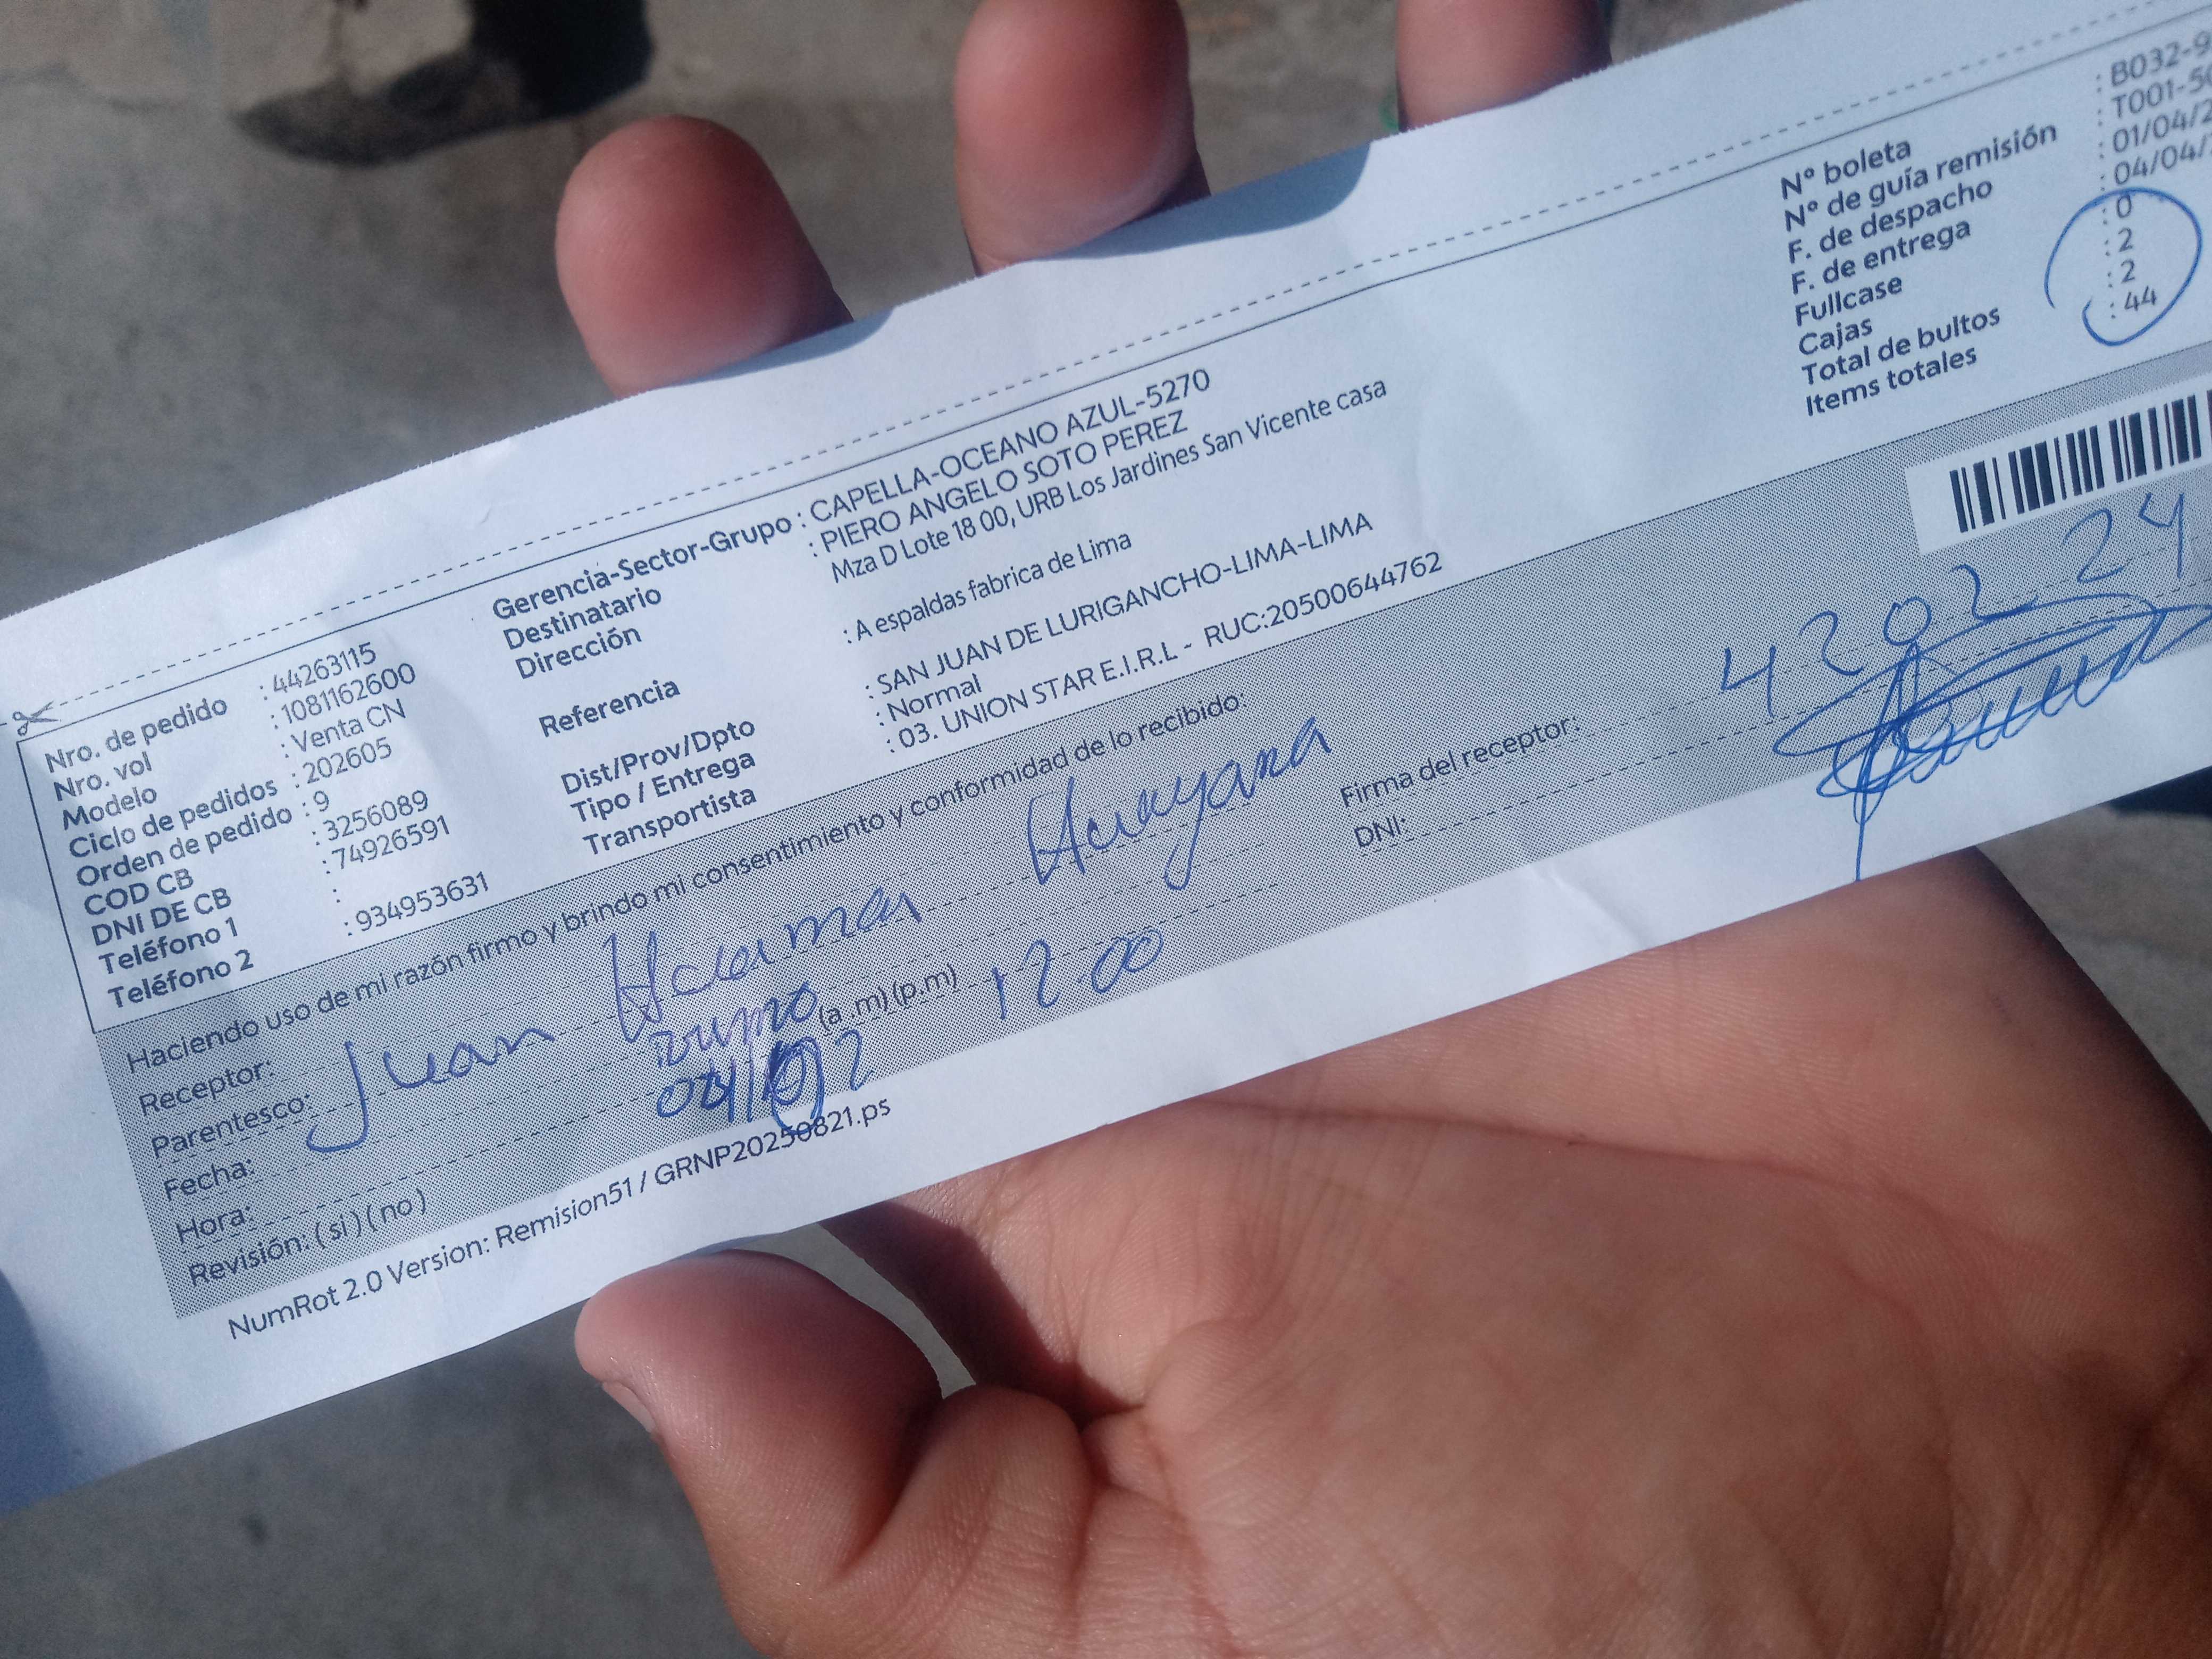 Nro. de pedido : 44263115
Nro. vol : 1081162600
Modelo : Venta CN
Ciclo de pedidos : 202605
Orden de pedido : 9
COD CB : 3256089
DNI DE CB : 74926591
Teléfono 1 :
Teléfono 2 : 934953631
Gerencia-Sector-Grupo : CAPELLA-OCEANO AZUL-5270
Destinatario : PIERO ANGELO SOTO PEREZ
Dirección Mza D Lote 18 00, URB Los Jardines San Vicente casa
Referencia : A espaldas fabrica de Lima
Dist/Prov/Dpto : SAN JUAN DE LURIGANCHO-LIMA-LIMA
Tipo / Entrega : Normal
Transportista : 03. UNION STAR E.I.R.L - RUC:20500644762
Nº boleta : B032-9
Nº de guía remisión : T001-5
F. de despacho : 01/04/2
F. de entrega : 04/04/
Fullcase : 0
Cajas : 2
Total de bultos : 2
Items totales : 44
Haciendo uso de mi razón firmo y brindo mi consentimiento y conformidad de lo recibido:
Receptor: Juan Huaman Huayana
Parentesco:
Fecha:
Hora: (a .m) (p.m) 12.00
Revisión: ( si ) ( no )
Firma del receptor:
DNI: 4202 24
NumRot 2.0 Version: Remision51 / GRNP20250821.ps